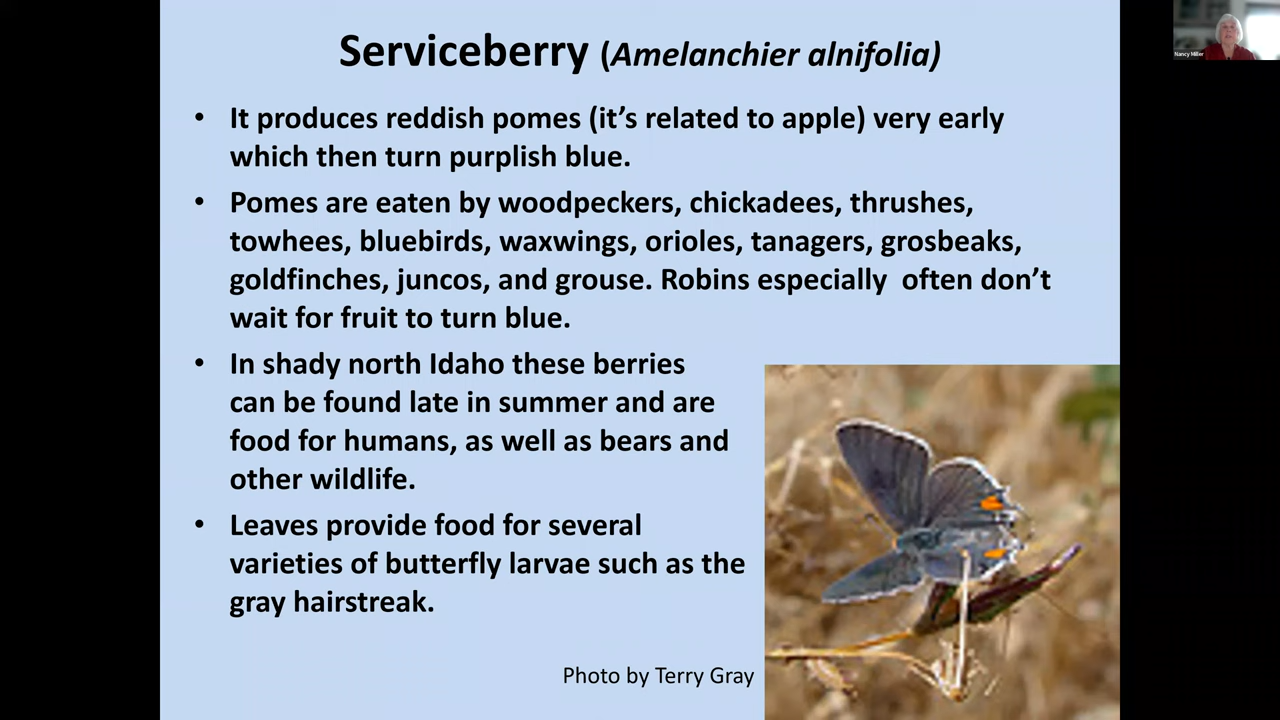 Serviceberry (Amelanchier alnifolia)
• It produces reddish pomes (it’s related to apple) very early
which then turn purplish blue.
• Pomes are eaten by woodpeckers, chickadees, thrushes,
towhees, bluebirds, waxwings, orioles, tanagers, grosbeaks,
goldfinches, juncos, and grouse. Robins especially  often don’t
wait for fruit to turn blue.
• In shady north Idaho these berries
can be found late in summer and are
food for humans, as well as bears and
other wildlife.
• Leaves provide food for several
varieties of butterfly larvae such as the
gray hairstreak.
Photo by Terry Gray
Nancy Miller